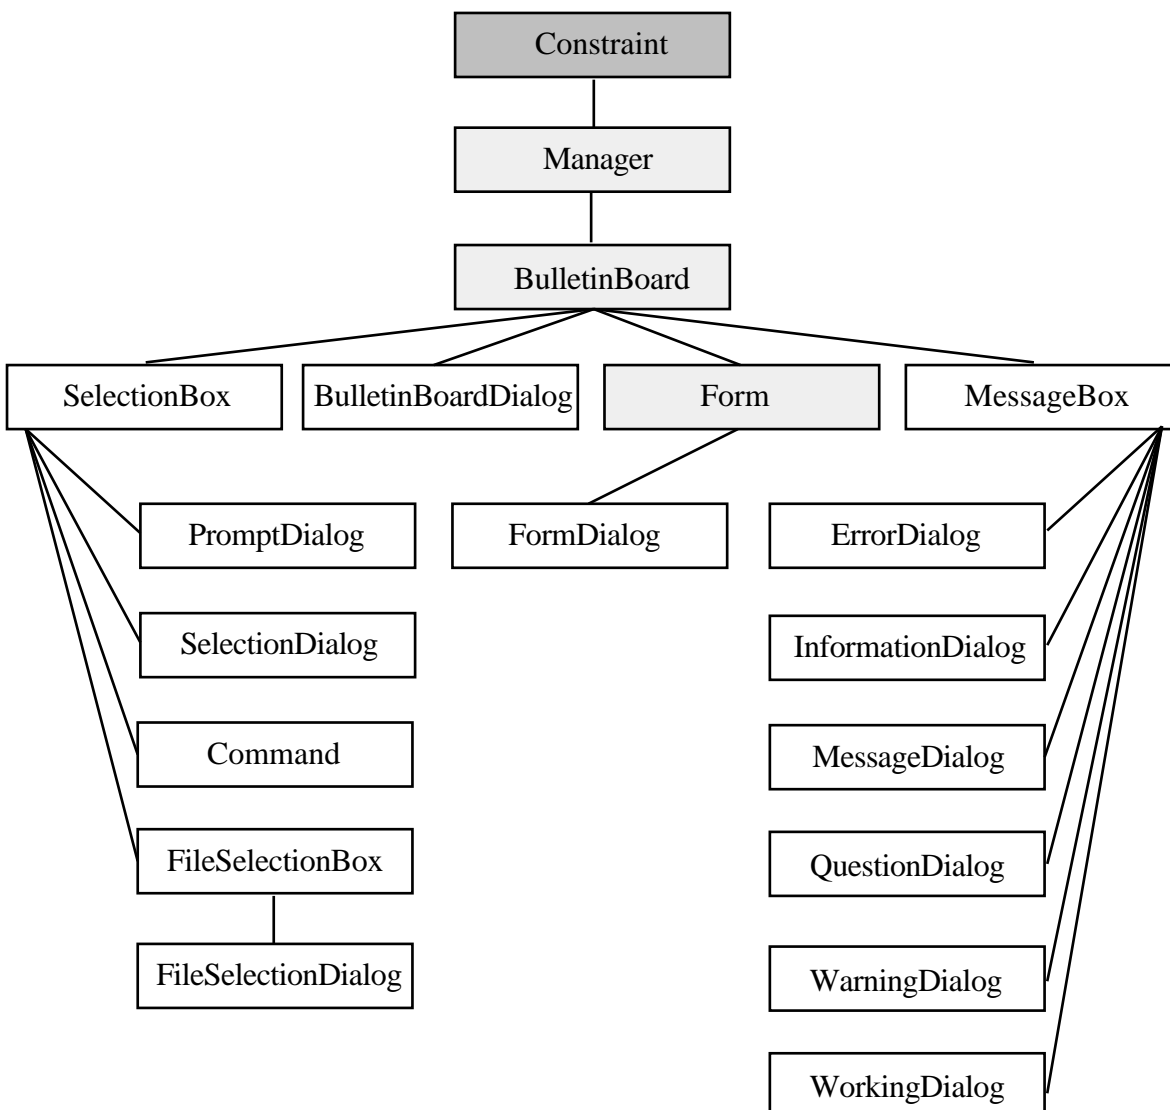 Constraint
Manager
BulletinBoard
SelectionBox
BulletinBoardDialog
Form
MessageBox
PromptDialog
FormDialog
ErrorDialog
SelectionDialog
InformationDialog
Command
MessageDialog
FileSelectionBox
QuestionDialog
FileSelectionDialog
WarningDialog
WorkingDialog